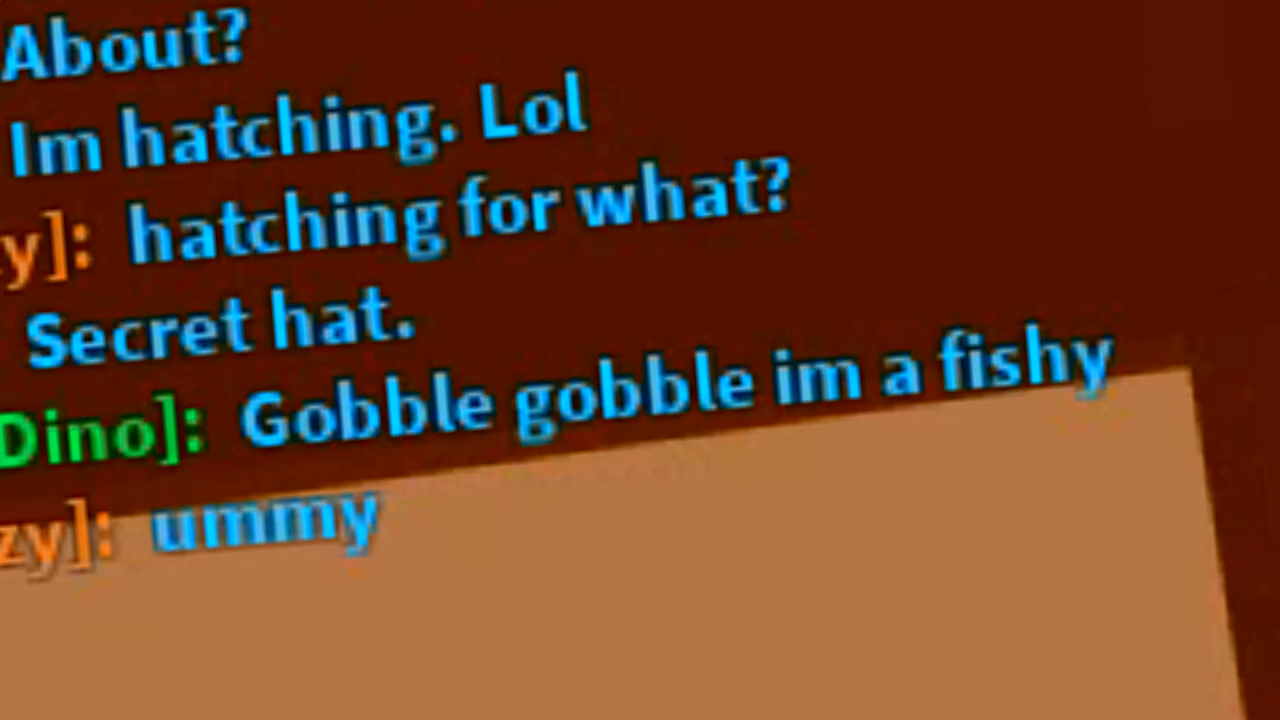 About?
Im hatching. Lol
y]: hatching for what?
Secret hat.
Dino]: Gobble gobble im a fishy
zy]: ummy